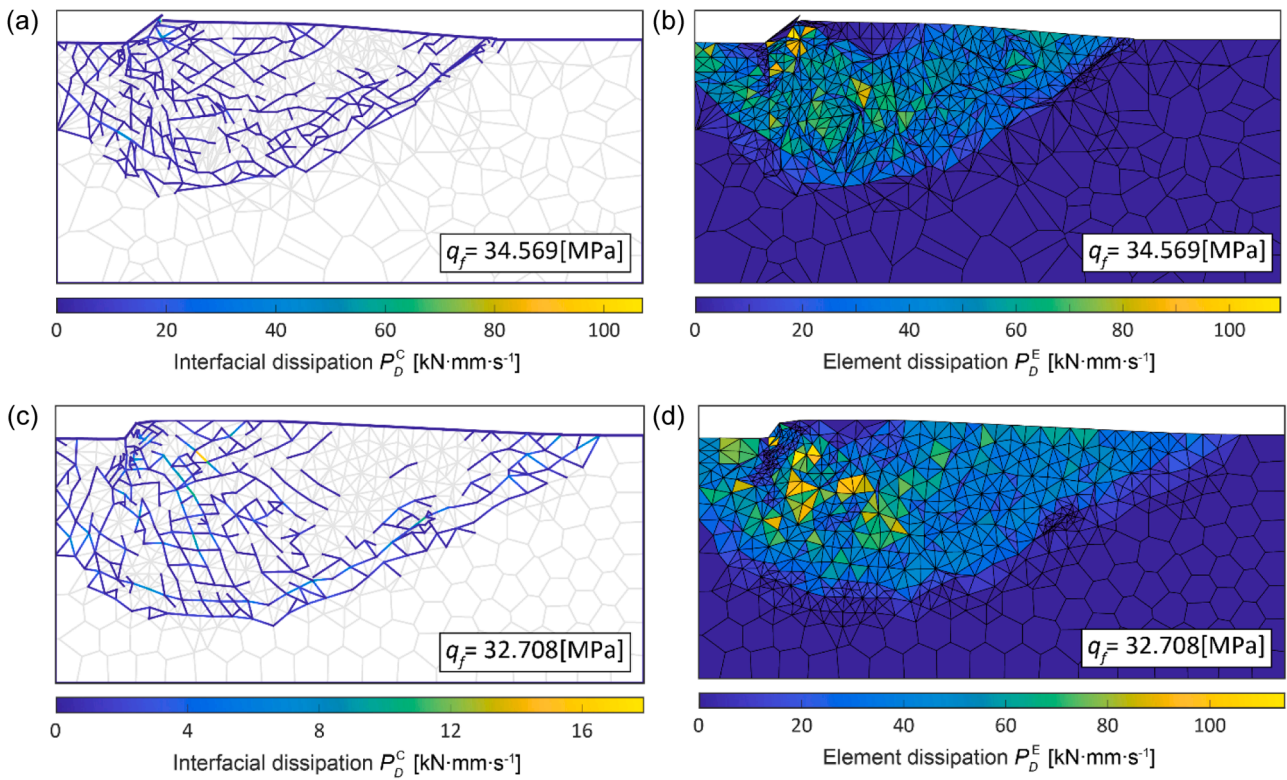 (a)
(b)
q_f = 34.569[MPa]
q_f = 34.569[MPa]
0 20 40 60 80 100
0 20 40 60 80 100
Interfacial dissipation P_D^C [kN·mm·s⁻¹]
Element dissipation P_D^E [kN·mm·s⁻¹]
(c)
(d)
q_f = 32.708[MPa]
q_f = 32.708[MPa]
0 4 8 12 16
0 20 40 60 80 100
Interfacial dissipation P_D^C [kN·mm·s⁻¹]
Element dissipation P_D^E [kN·mm·s⁻¹]